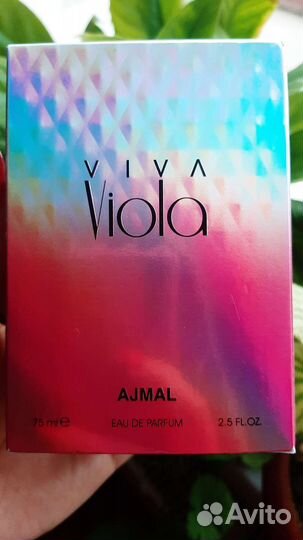 VIVA
Viola
AJMAL
75 ml e EAU DE PARFUM 2.5 FL.OZ.
Avito